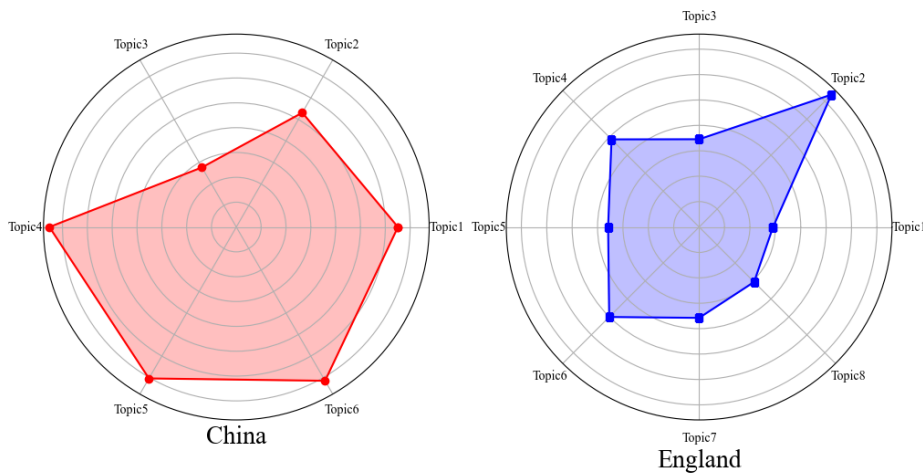 Topic3
Topic2
Topic4
Topic1
Topic5
Topic6
China
Topic3
Topic4
Topic2
Topic5
Topic1
Topic6
Topic8
Topic7
England